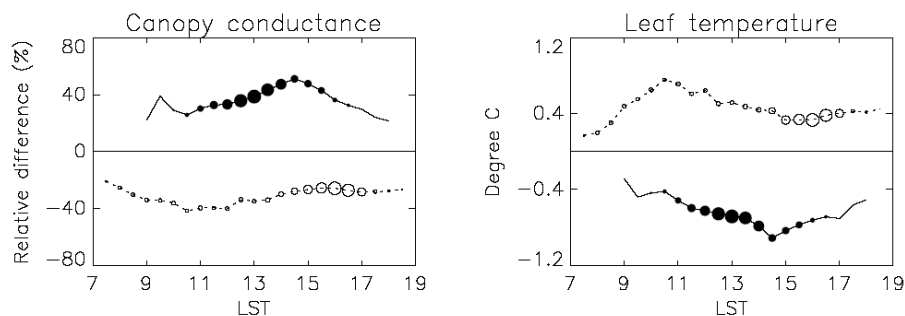 Canopy conductance
Relative difference (%)
80
40
0
−40
−80
7 9 11 13 15 17 19
LST
Leaf temperature
Degree C
1.2
0.4
−0.4
−1.2
7 9 11 13 15 17 19
LST